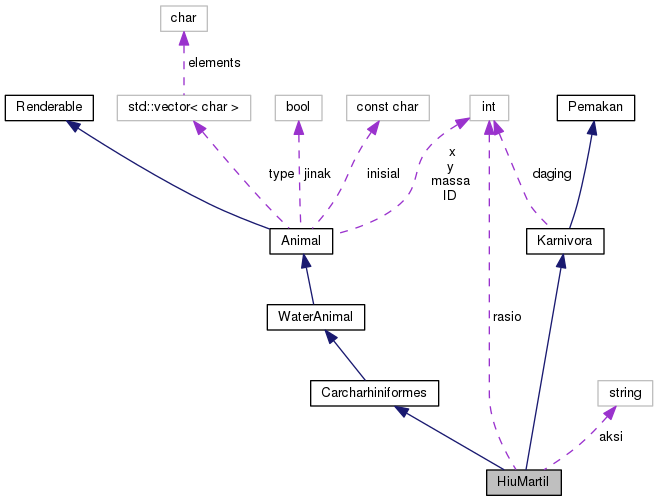 char
elements
Renderable
std::vector< char >
bool
const char
int
Pemakan
type
jinak
inisial
x
y
massa
ID
daging
Animal
Karnivora
WaterAnimal
rasio
Carcharhiniformes
string
aksi
HiuMartil